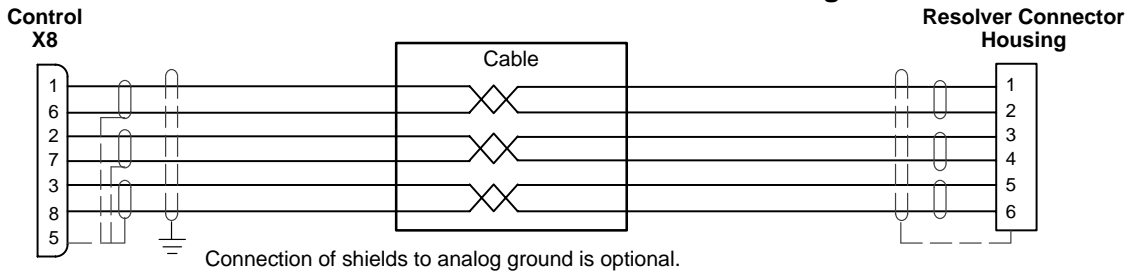 Control
X8
Resolver Connector
Housing
Cable
1
6
2
7
3
8
5
1
2
3
4
5
6
Connection of shields to analog ground is optional.